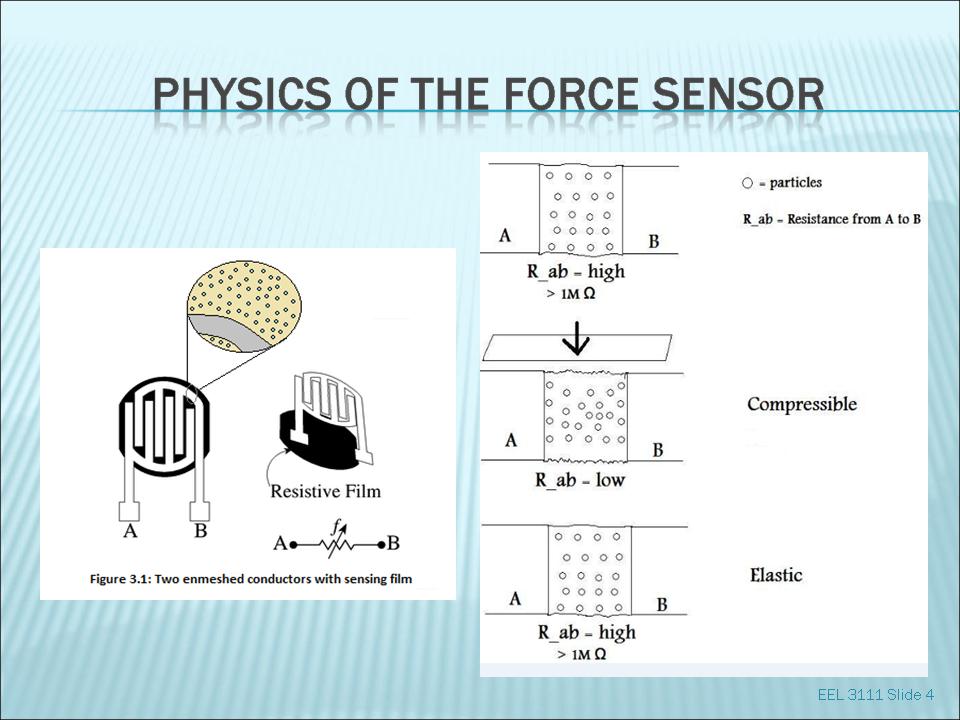 PHYSICS OF THE FORCE SENSOR
A
B
Resistive Film
f
A
B
Figure 3.1: Two enmeshed conductors with sensing film
= particles
R_ab = Resistance from A to B
A
B
R_ab = high
> 1M Ω
Compressible
A
B
R_ab = low
Elastic
A
B
R_ab = high
> 1M Ω
EEL 3111 Slide 4